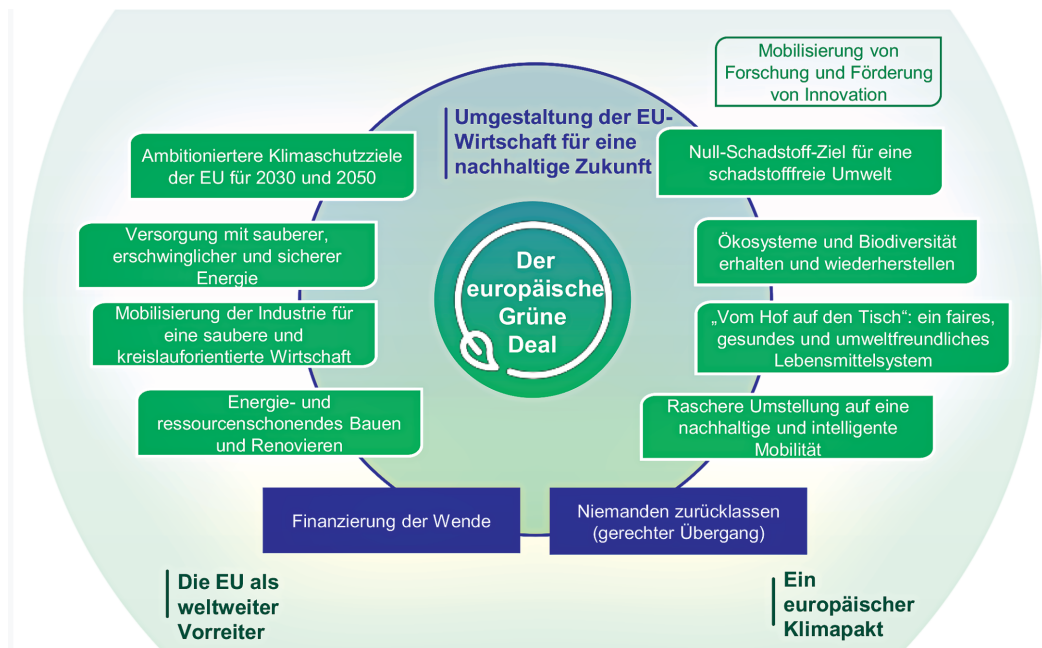 Mobilisierung von
Forschung und Förderung
von Innovation
Umgestaltung der EU-
Wirtschaft für eine
nachhaltige Zukunft
Ambitioniertere Klimaschutzziele
der EU für 2030 und 2050
Null-Schadstoff-Ziel für eine
schadstofffreie Umwelt
Versorgung mit sauberer,
erschwinglicher und sicherer
Energie
Ökosysteme und Biodiversität
erhalten und wiederherstellen
Der
europäische
Grüne
Deal
Mobilisierung der Industrie für
eine saubere und
kreislauforientierte Wirtschaft
„Vom Hof auf den Tisch“: ein faires,
gesundes und umweltfreundliches
Lebensmittelsystem
Energie- und
ressourcenschonendes Bauen
und Renovieren
Raschere Umstellung auf eine
nachhaltige und intelligente
Mobilität
Finanzierung der Wende
Niemanden zurücklassen
(gerechter Übergang)
Die EU als
weltweiter
Vorreiter
Ein
europäischer
Klimapakt